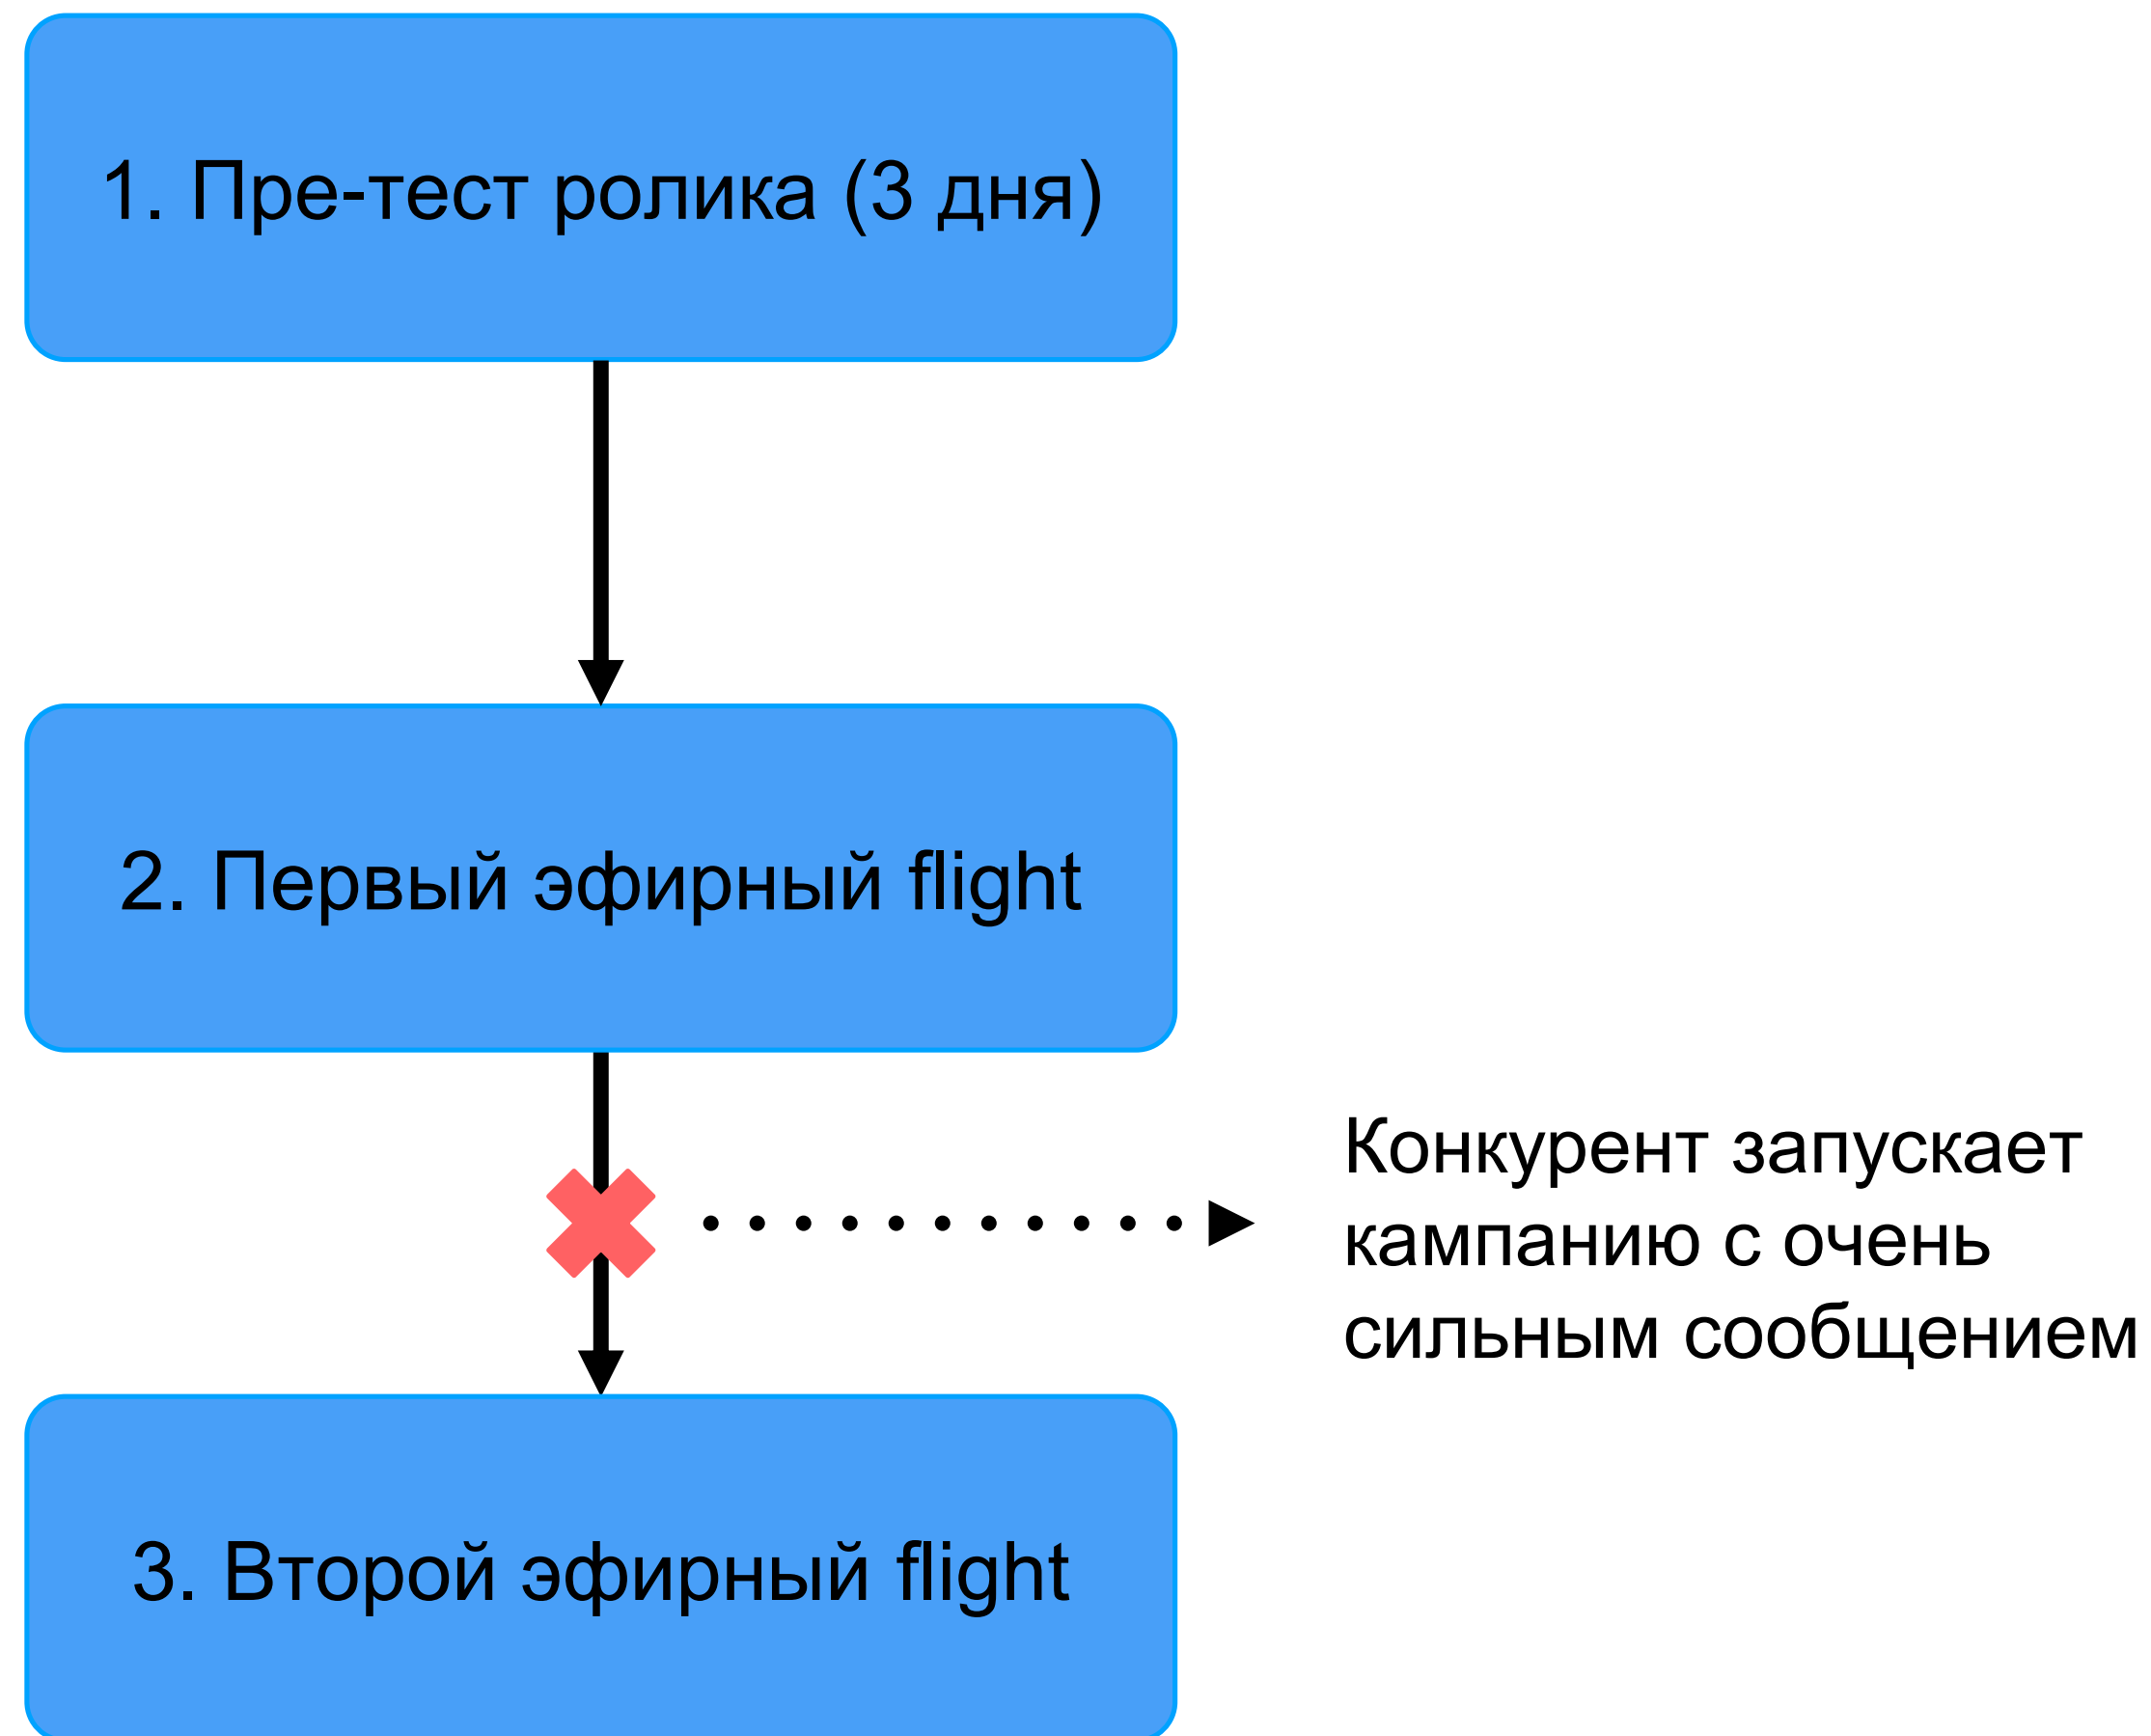 1. Пре-тест ролика (3 дня)
2. Первый эфирный flight
Конкурент запускает
кампанию с очень
сильным сообщением
3. Второй эфирный flight